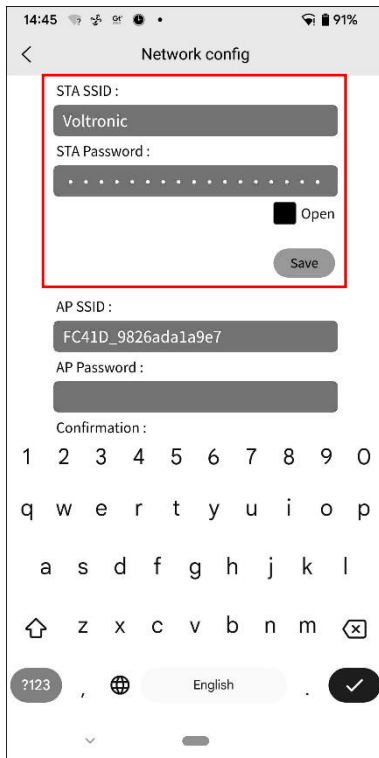 14:45 91%
Network config
STA SSID :
Voltronic
STA Password :
Open
Save
AP SSID :
FC41D_9826ada1a9e7
AP Password :
Confirmation :
1 2 3 4 5 6 7 8 9 0
q w e r t y u i o p
a s d f g h j k l
z x c v b n m
?123 , English .